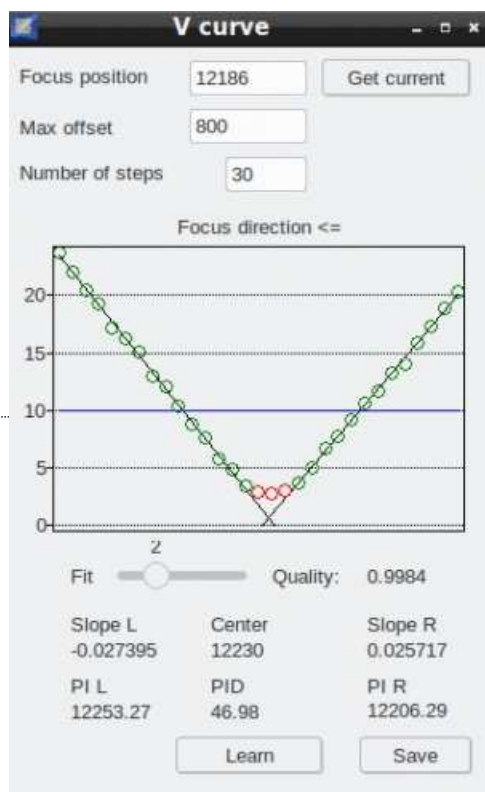 V curve
Focus position 12186 Get current
Max offset 800
Number of steps 30
Focus direction <=
20
15
10
5
0
2
Fit Quality: 0.9984
Slope L Center Slope R
-0.027395 12230 0.025717
PI L PID PI R
12253.27 46.98 12206.29
Learn Save